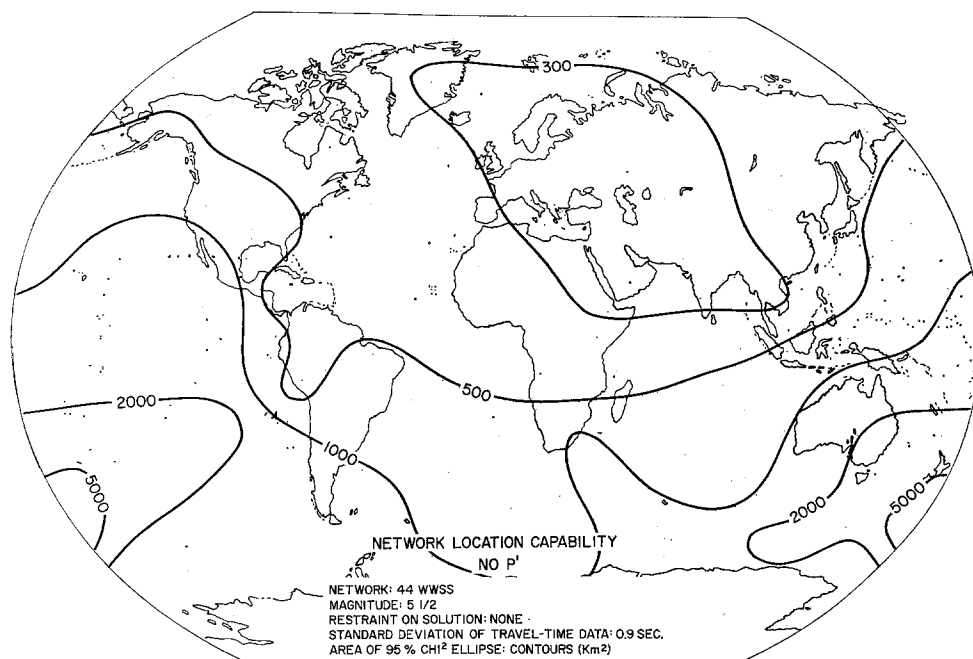 300
500
2000
1000
5000
2000
5000
NETWORK LOCATION CAPABILITY
NO P'
NETWORK: 44 WWSS
MAGNITUDE: 5 1/2
RESTRAINT ON SOLUTION: NONE
STANDARD DEVIATION OF TRAVEL-TIME DATA: 0.9 SEC.
AREA OF 95 % CHI² ELLIPSE: CONTOURS (Km²)